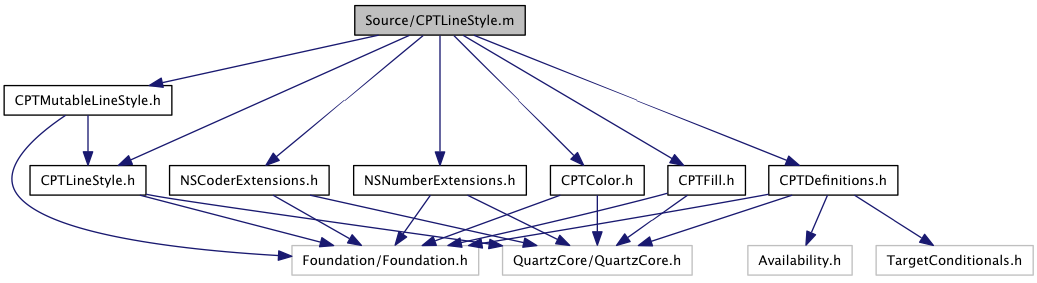 Source/CPTLineStyle.m
CPTMutableLineStyle.h
CPTLineStyle.h
NSCoderExtensions.h
NSNumberExtensions.h
CPTColor.h
CPTFill.h
CPTDefinitions.h
Foundation/Foundation.h
QuartzCore/QuartzCore.h
Availability.h
TargetConditionals.h